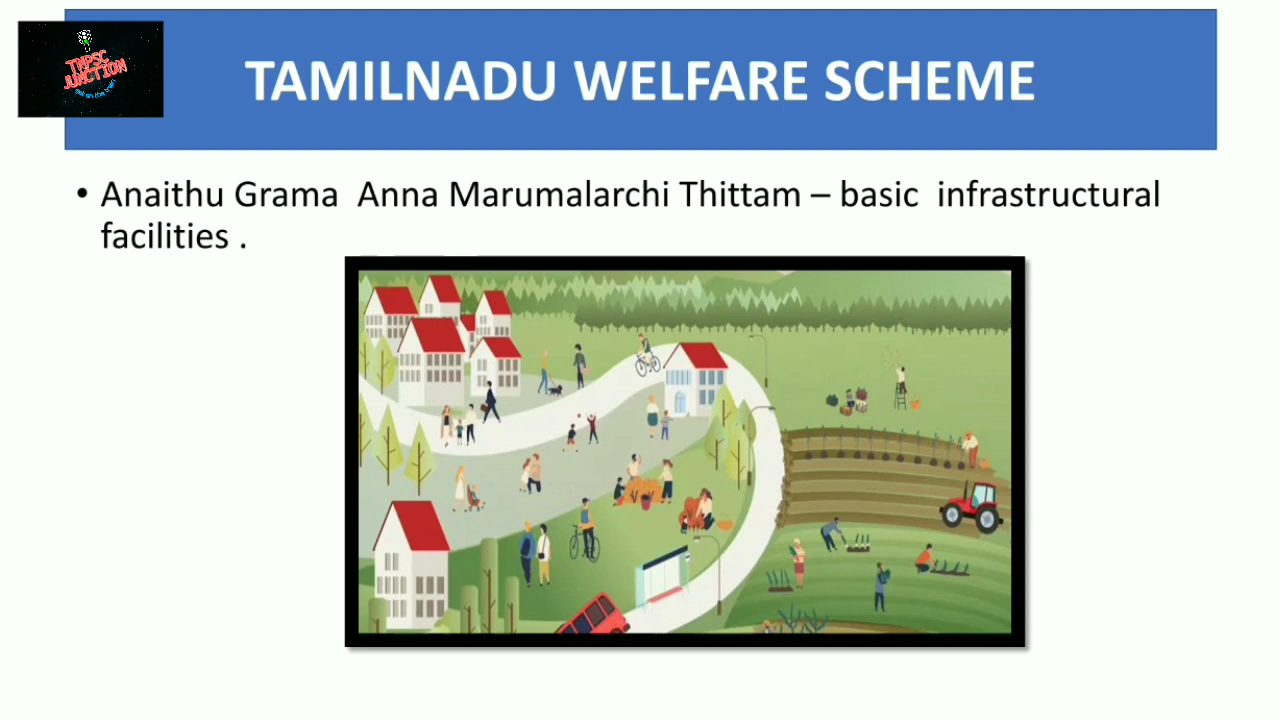 TNPSC
JUNCTION
TAMILNADU WELFARE SCHEME
• Anaithu Grama Anna Marumalarchi Thittam – basic infrastructural
facilities .